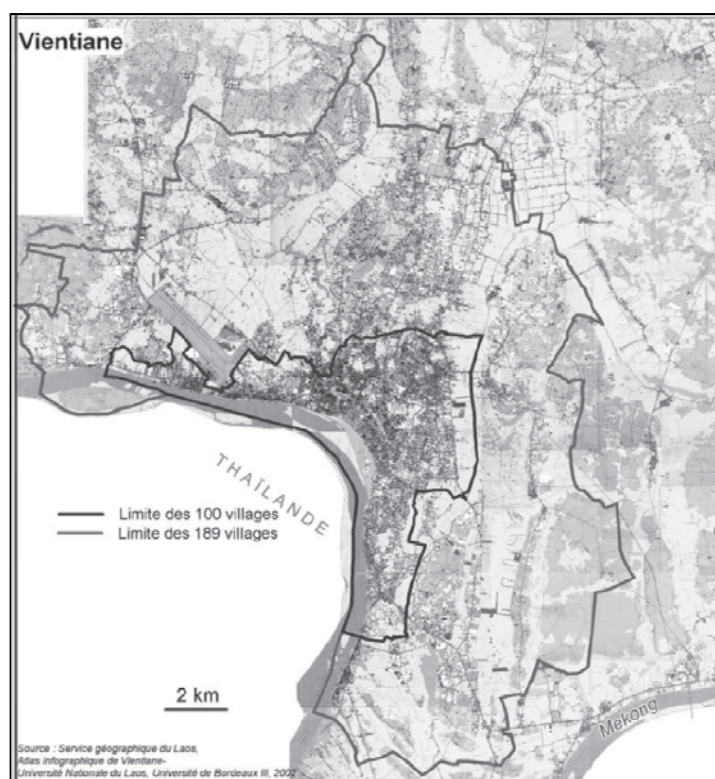 Vientiane
THAÏLANDE
Limite des 100 villages
Limite des 189 villages
2 km
Mekong
Source : Service géographique du Laos,
Atlas infographique de Vientiane-
Université Nationale du Laos, Université de Bordeaux III, 2002